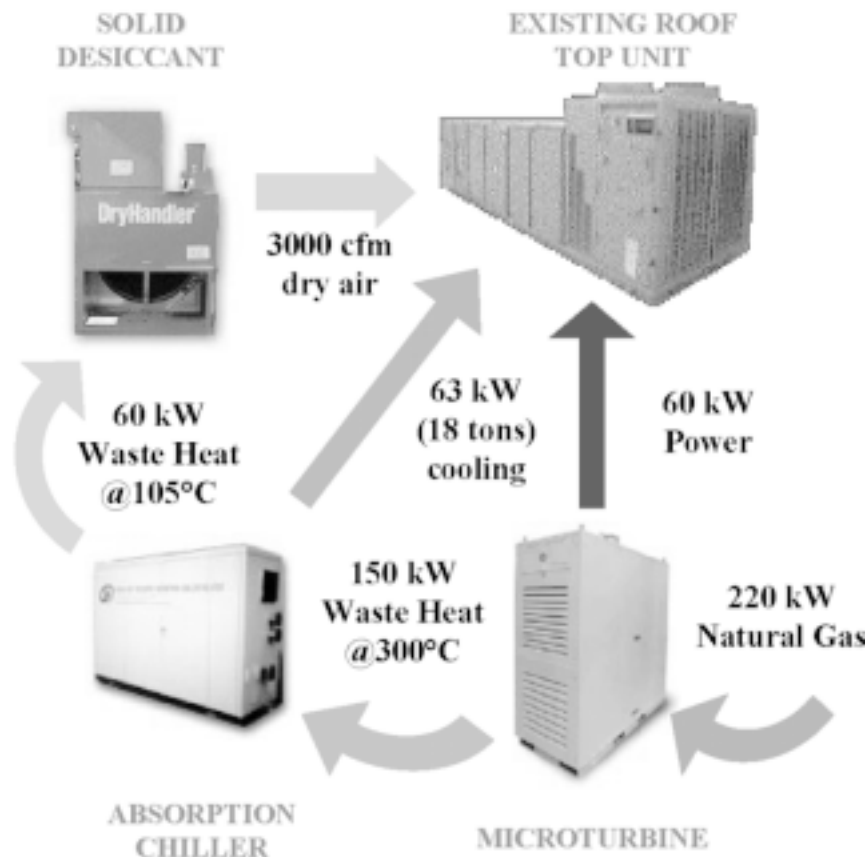 SOLID
DESICCANT
EXISTING ROOF
TOP UNIT
DryHandler
3000 cfm
dry air
60 kW
Waste Heat
@105°C
63 kW
(18 tons)
cooling
60 kW
Power
150 kW
Waste Heat
@300°C
220 kW
Natural Gas
ABSORPTION
CHILLER
MICROTURBINE